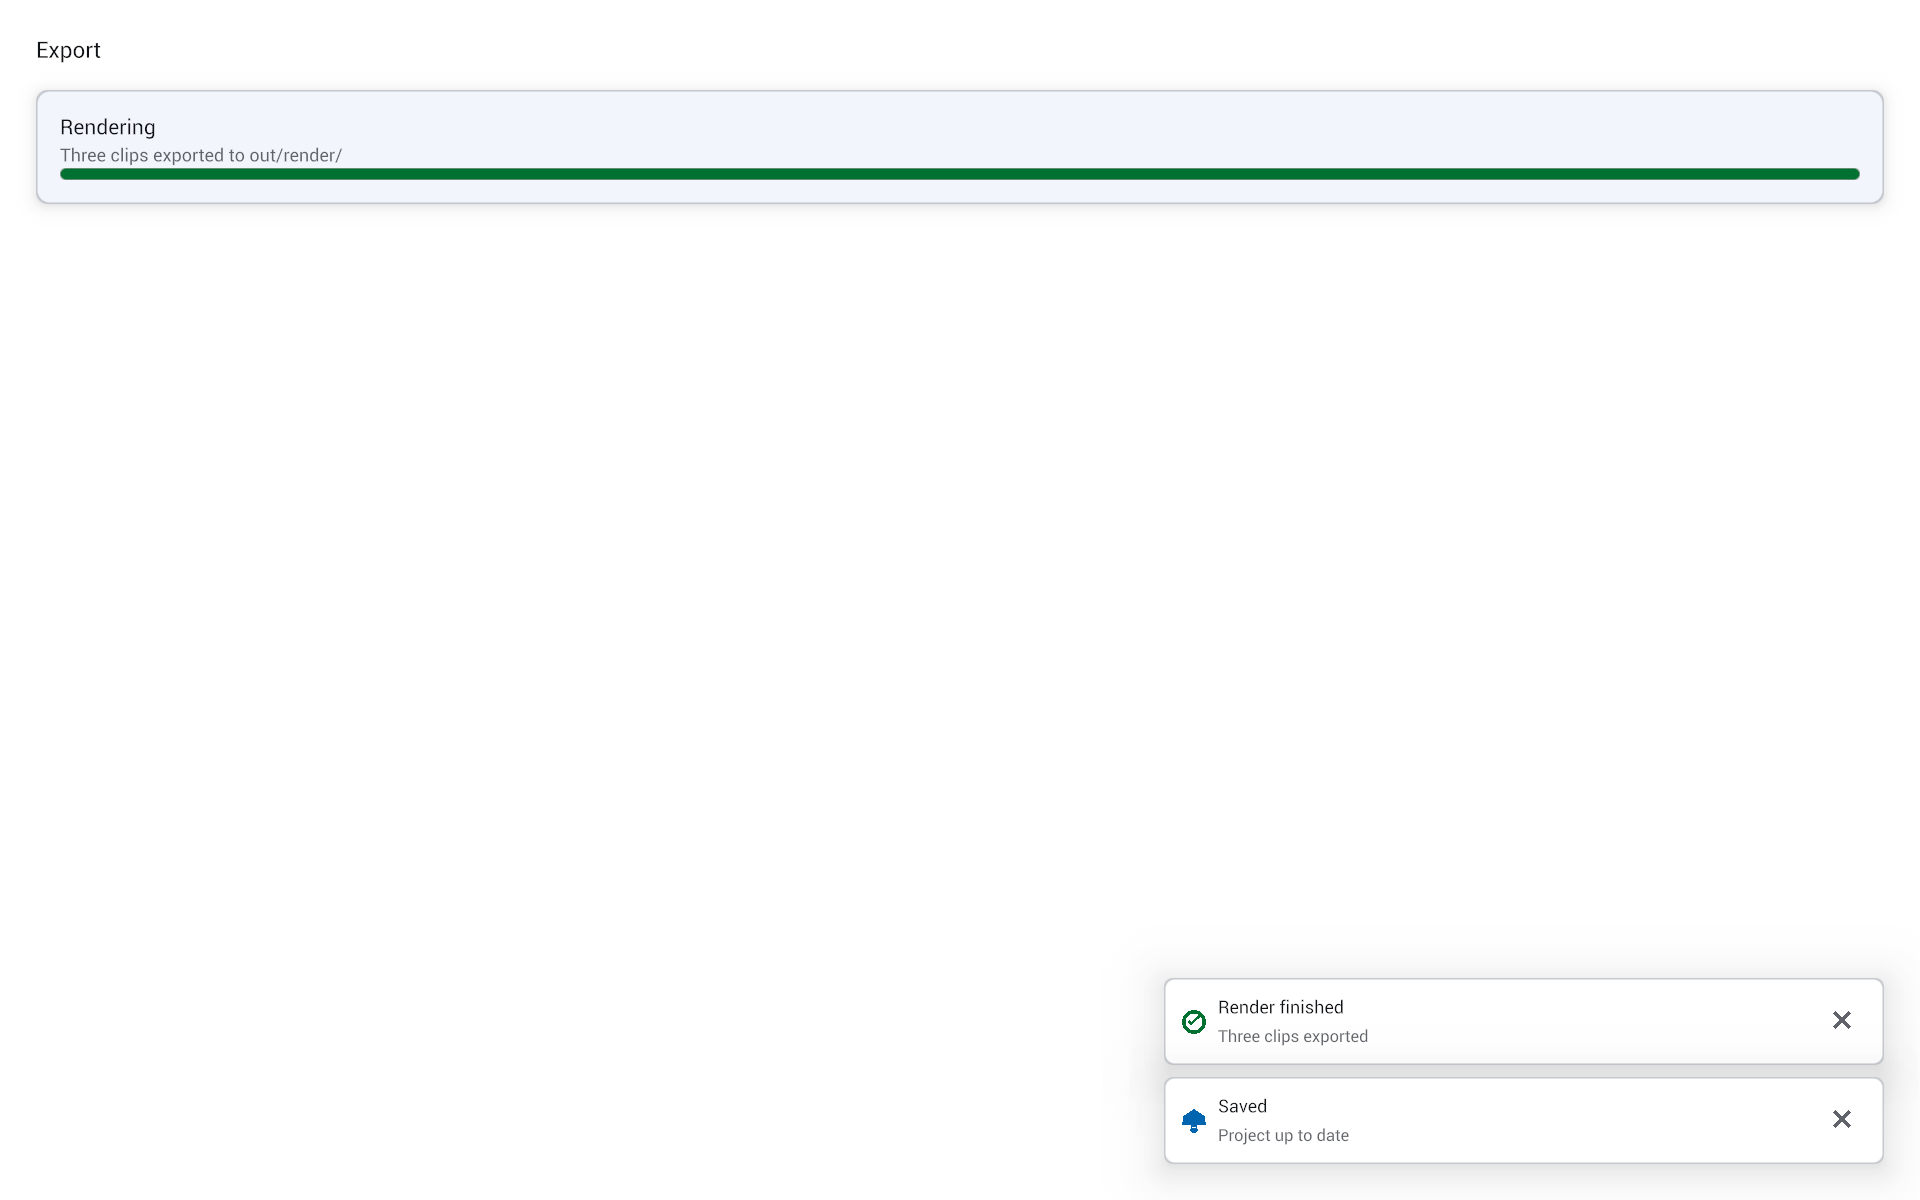 Export
Rendering
Three clips exported to out/render/
Render finished
Three clips exported
Saved
Project up to date